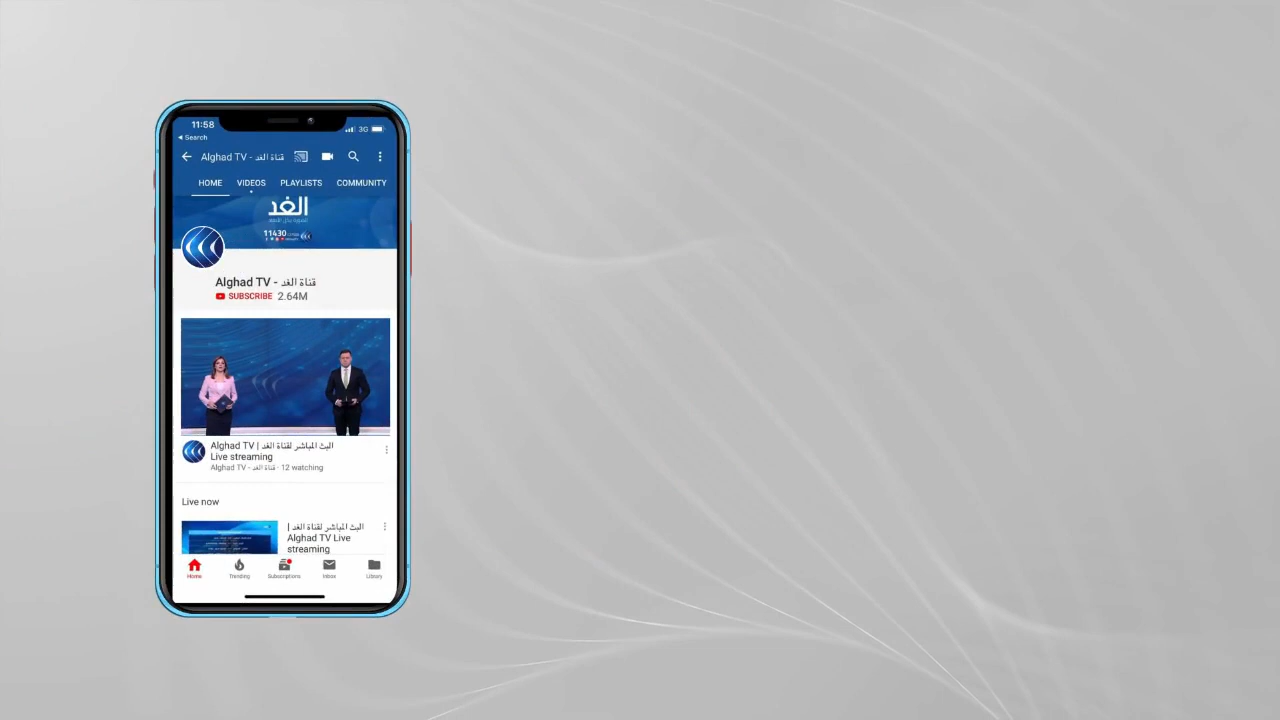 11:58
3G
Search
Alghad TV - قناة الغد
HOME VIDEOS PLAYLISTS COMMUNITY
الغد
11430
Alghad TV - قناة الغد
SUBSCRIBE 2.64M
Alghad TV | البث المباشر لقناة الغد
Live streaming
Alghad TV - قناة الغد · 12 watching
Live now
البث المباشر لقناة الغد |
Alghad TV Live
streaming
Home Trending Subscriptions Inbox Library